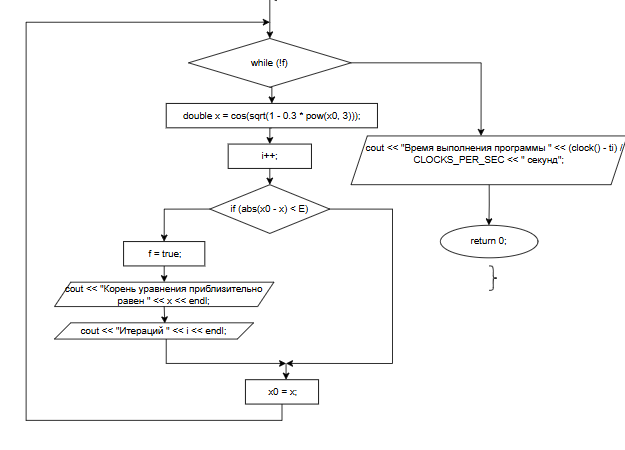 while (!f)
double x = cos(sqrt(1 - 0.3 * pow(x0, 3)));
i++;
if (abs(x0 - x) < E)
f = true;
cout << "Корень уравнения приблизительно
равен " << x << endl;
cout << "Итераций " << i << endl;
x0 = x;
cout << "Время выполнения программы " << (clock() - ti) /
CLOCKS_PER_SEC << " секунд";
return 0;
}